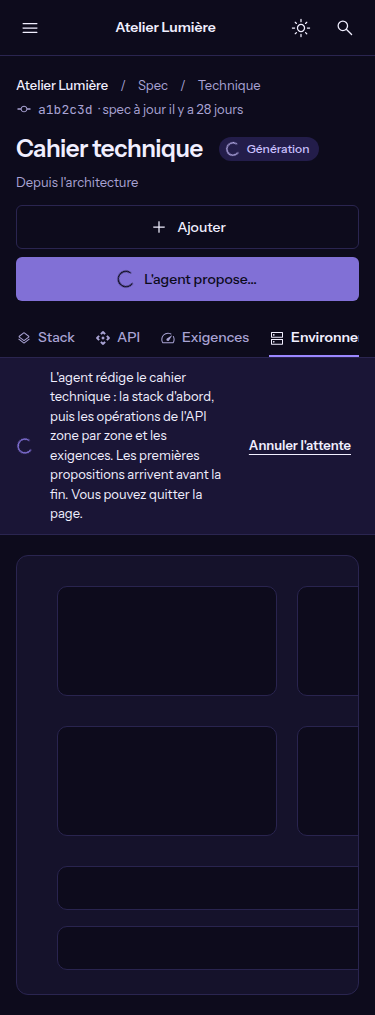 Atelier Lumière
Atelier Lumière / Spec / Technique
a1b2c3d · spec à jour il y a 28 jours
Cahier technique
Génération
Depuis l'architecture
Ajouter
L'agent propose…
Stack API Exigences Environne
L'agent rédige le cahier
technique : la stack d'abord,
puis les opérations de l'API
zone par zone et les
exigences. Les premières
propositions arrivent avant la
fin. Vous pouvez quitter la
page.
Annuler l'attente